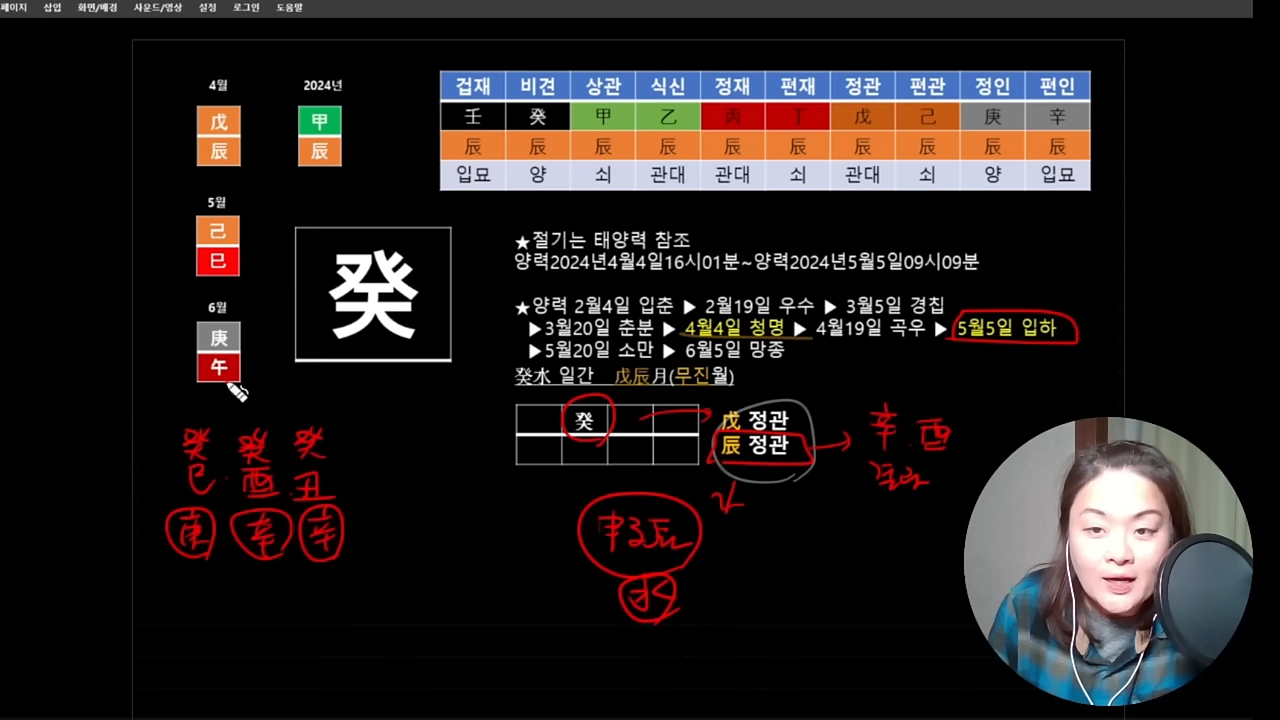 페이지 삽입 화면/배경 사운드/영상 설정 로그인 도움말
4월 2024년
戊 甲
辰 辰
5월
己
巳
6월
庚
午
겁재 비견 상관 식신 정재 편재 정관 편관 정인 편인
壬 癸 甲 乙 丙 丁 戊 己 庚 辛
辰 辰 辰 辰 辰 辰 辰 辰 辰 辰
입묘 양 쇠 관대 관대 쇠 관대 쇠 양 입묘
癸
★절기는 태양력 참조
양력2024년4월4일16시01분~양력2024년5월5일09시09분
★양력 2월4일 입춘 ▶ 2월19일 우수 ▶ 3월5일 경칩
▶3월20일 춘분 ▶ 4월4일 청명 ▶ 4월19일 곡우 ▶ 5월5일 입하
▶5월20일 소만 ▶ 6월5일 망종
癸水 일간 戊辰月(무진월)
癸 戊 정관
辰 정관
辛 酉
癸 癸 癸
巳 酉 丑
庚 辛 辛
申子辰
水